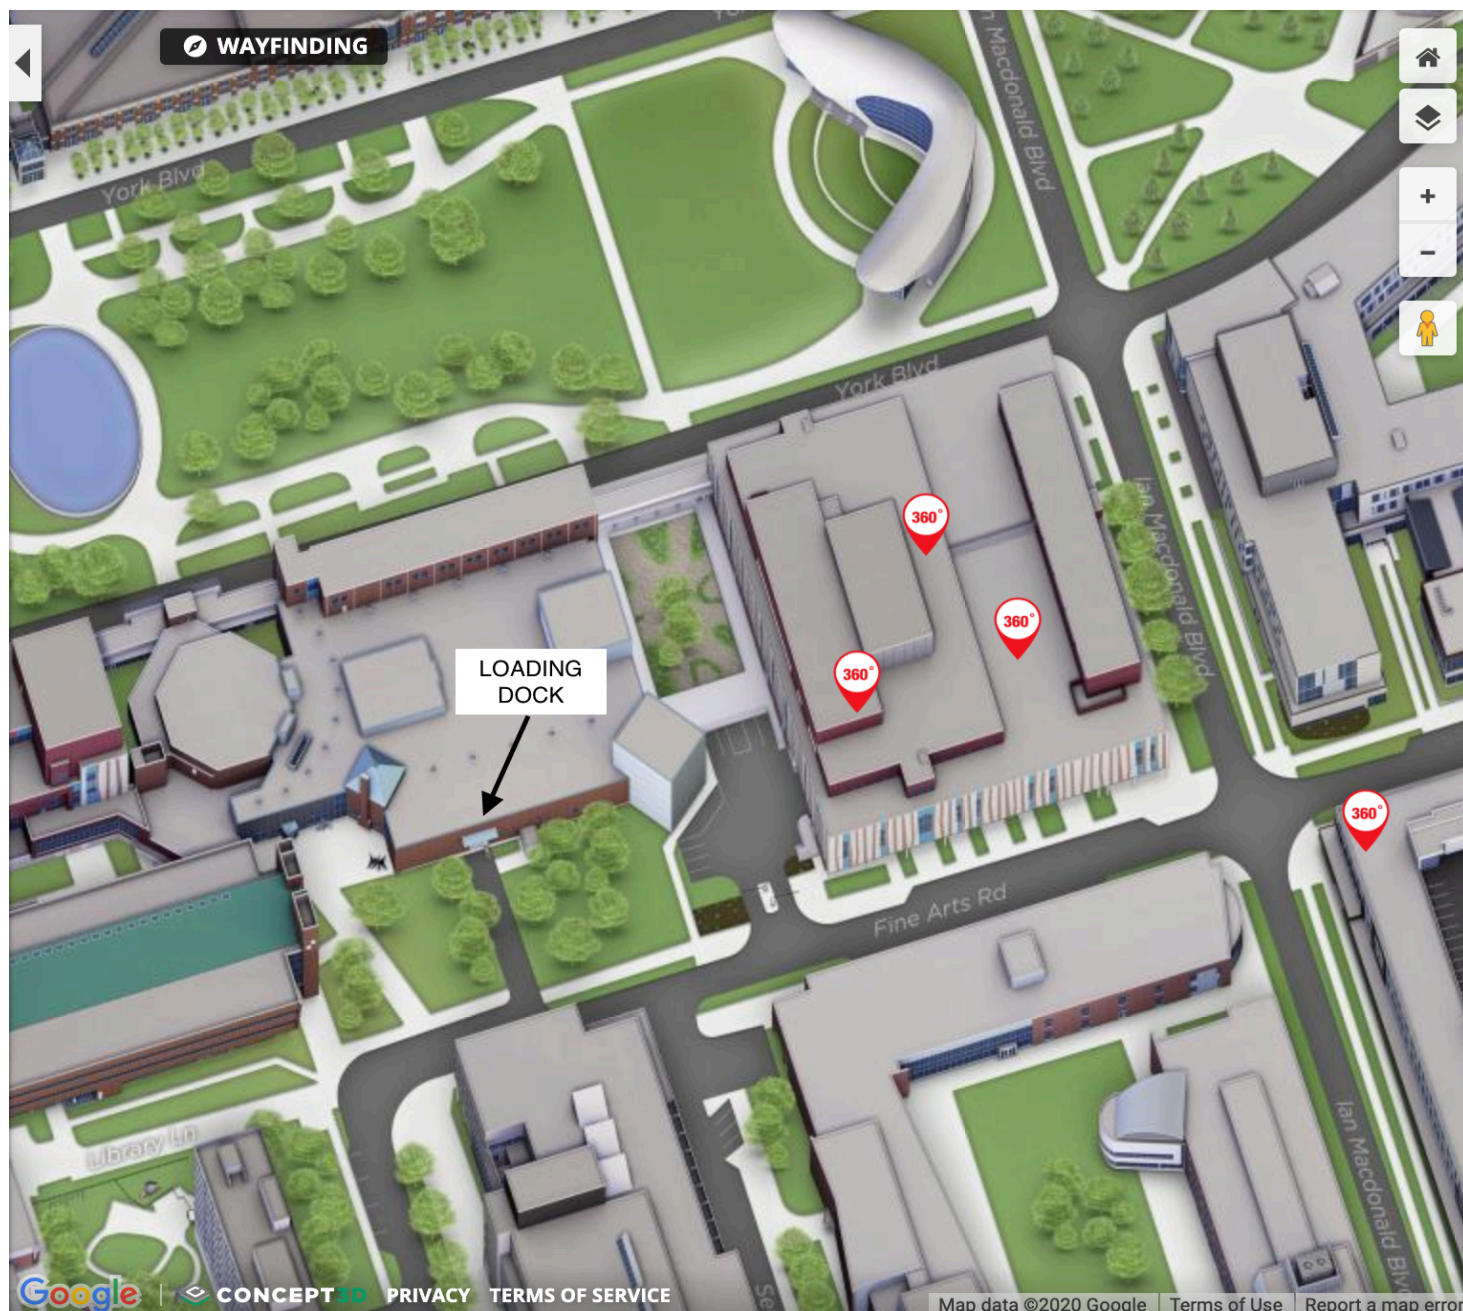 WAYFINDING
York Blvd
Ian Macdonald Blvd
York Blvd
360°
Ian Macdonald Blvd
360°
LOADING
DOCK
360°
360°
Fine Arts Rd
Library Ln
Ian Macdonald Blvd
Google
CONCEPT3D
PRIVACY
TERMS OF SERVICE
Map data ©2020 Google
Terms of Use
Report a map error